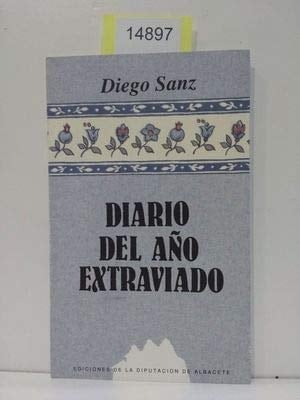 14897
Diego Sanz
DIARIO
DEL AÑO
EXTRAVIADO
EDICIONES DE LA DIPUTACION DE ALBACETE